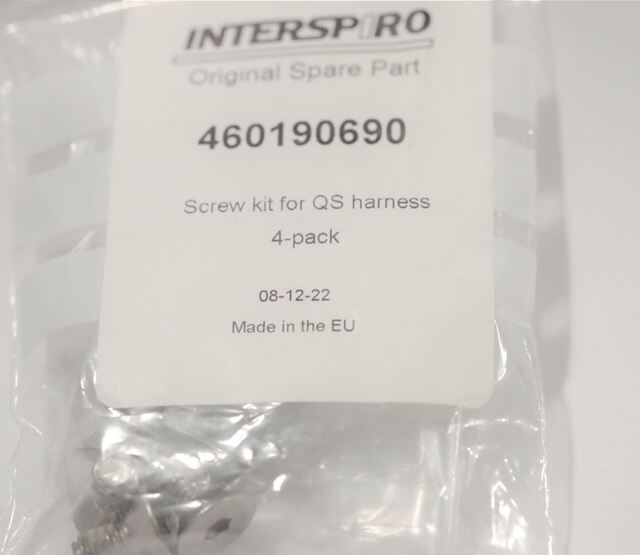 INTERSPIRO
Original Spare Part
460190690
Screw kit for QS harness
4-pack
08-12-22
Made in the EU